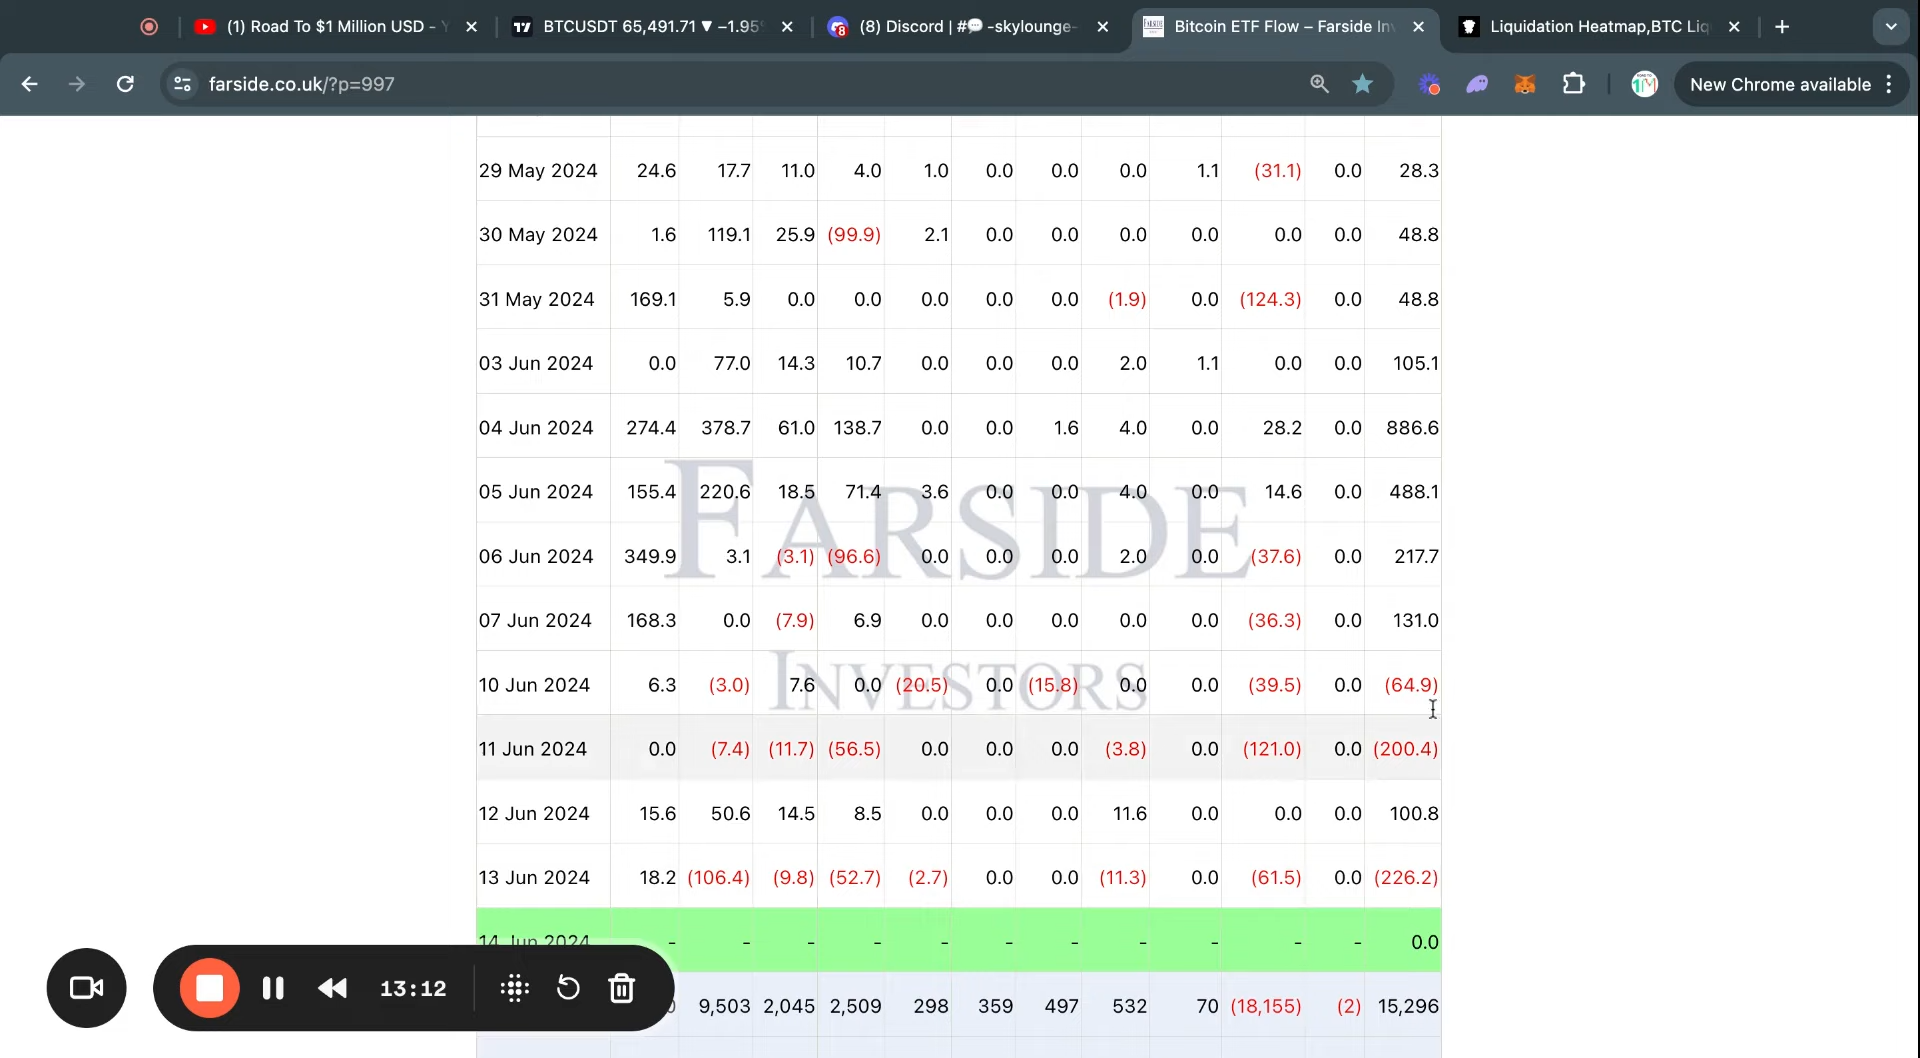 (1) Road To $1 Million USD - Y
BTCUSDT 65,491.71 ▼ −1.95%
(8) Discord | #💬 -skylounge-
Bitcoin ETF Flow – Farside Inv
Liquidation Heatmap,BTC Liq
farside.co.uk/?p=997
New Chrome available
29 May 2024 24.6 17.7 11.0 4.0 1.0 0.0 0.0 0.0 1.1 (31.1) 0.0 28.3
30 May 2024 1.6 119.1 25.9 (99.9) 2.1 0.0 0.0 0.0 0.0 0.0 0.0 48.8
31 May 2024 169.1 5.9 0.0 0.0 0.0 0.0 0.0 (1.9) 0.0 (124.3) 0.0 48.8
03 Jun 2024 0.0 77.0 14.3 10.7 0.0 0.0 0.0 2.0 1.1 0.0 0.0 105.1
04 Jun 2024 274.4 378.7 61.0 138.7 0.0 0.0 1.6 4.0 0.0 28.2 0.0 886.6
05 Jun 2024 155.4 220.6 18.5 71.4 3.6 0.0 0.0 4.0 0.0 14.6 0.0 488.1
FARSIDE
06 Jun 2024 349.9 3.1 (3.1) (96.6) 0.0 0.0 0.0 2.0 0.0 (37.6) 0.0 217.7
07 Jun 2024 168.3 0.0 (7.9) 6.9 0.0 0.0 0.0 0.0 0.0 (36.3) 0.0 131.0
INVESTORS
10 Jun 2024 6.3 (3.0) 7.6 0.0 (20.5) 0.0 (15.8) 0.0 0.0 (39.5) 0.0 (64.9)
11 Jun 2024 0.0 (7.4) (11.7) (56.5) 0.0 0.0 0.0 (3.8) 0.0 (121.0) 0.0 (200.4)
12 Jun 2024 15.6 50.6 14.5 8.5 0.0 0.0 0.0 11.6 0.0 0.0 0.0 100.8
13 Jun 2024 18.2 (106.4) (9.8) (52.7) (2.7) 0.0 0.0 (11.3) 0.0 (61.5) 0.0 (226.2)
14 Jun 2024 - - - - - - - - - - - 0.0
13:12
9,503 2,045 2,509 298 359 497 532 70 (18,155) (2) 15,296